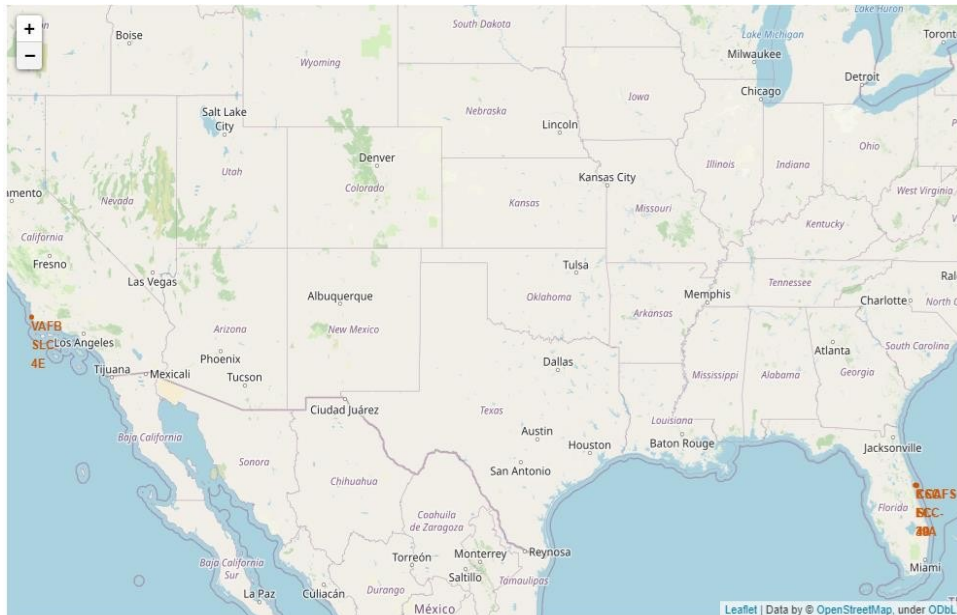 +
−
Boise
South Dakota
Lake Huron
Lake Michigan
Toronto
Wyoming
Milwaukee
Detroit
Chicago
Iowa
Nebraska
Salt Lake
City
Lincoln
Illinois
Indiana
Ohio
Utah
Denver
Colorado
Kansas City
West Virginia
Nevada
Kansas
Missouri
Kentucky
California
Fresno
Las Vegas
Tulsa
Albuquerque
Oklahoma
Memphis
Tennessee
Charlotte
VAFB
SLC
4E
Los Angeles
Arizona
New Mexico
Arkansas
South Carolina
Phoenix
Dallas
Atlanta
Tijuana
Mexicali
Tucson
Mississippi
Alabama
Georgia
Ciudad Juárez
Texas
Louisiana
Baja California
Austin
Houston
Baton Rouge
Jacksonville
Sonora
San Antonio
Chihuahua
Florida
Coahuila
de Zaragoza
Baja California
Sur
Torreón
Monterrey
Reynosa
Miami
Saltillo
Tamaulipas
La Paz
Culiacán
Durango
México
Leaflet | Data by © OpenStreetMap, under ODbL